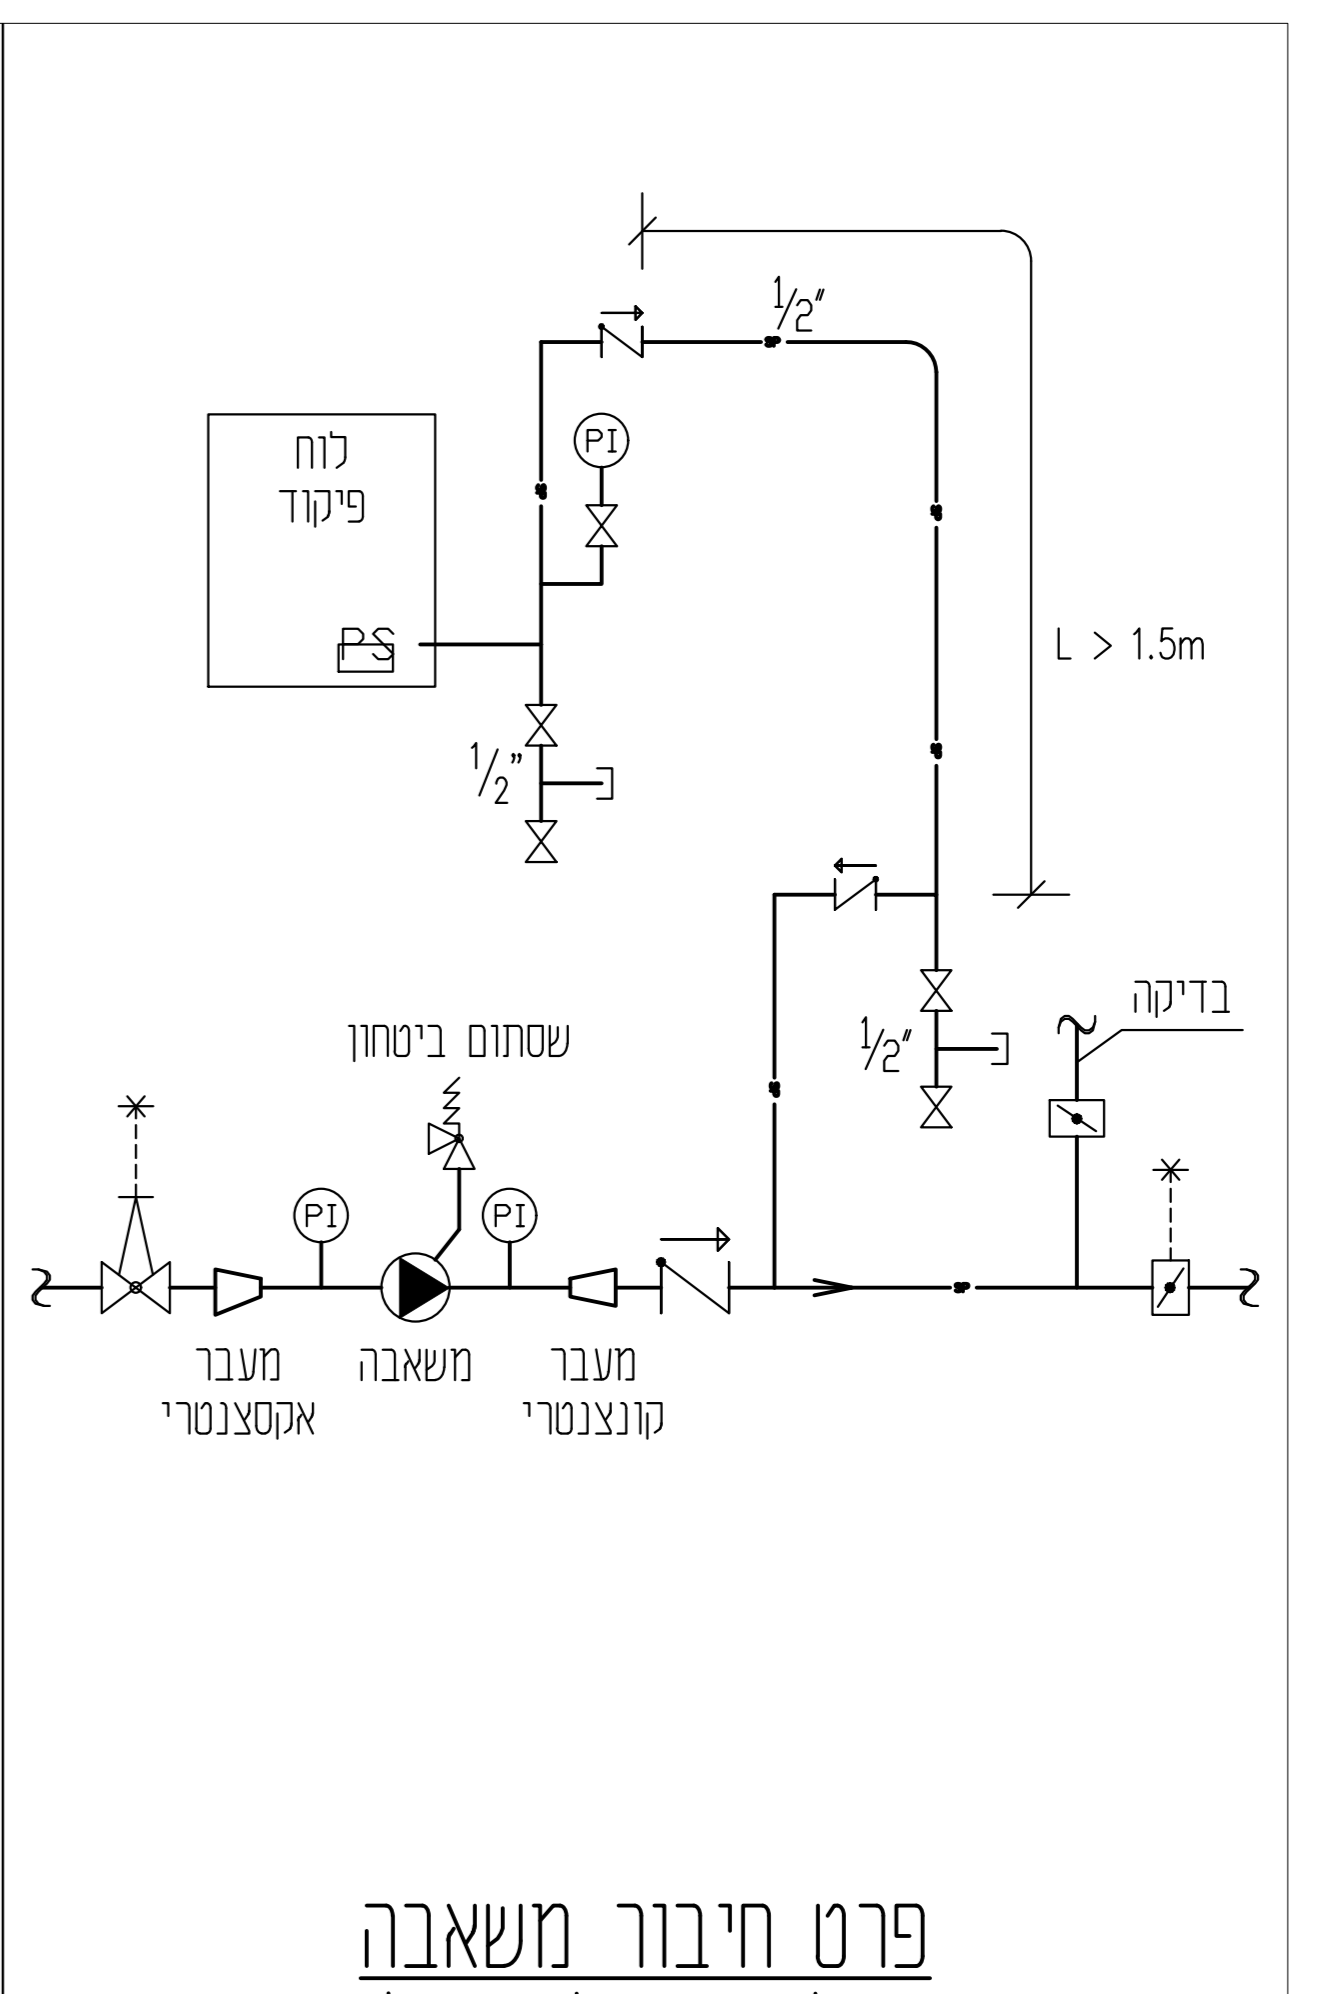 1/2"
לוח
פיקוד
PI
PS
L > 1.5m
1/2"
בדיקה
1/2"
שסתום ביטחון
PI
PI
מעבר
אקסצנטרי
משאבה
מעבר
קונצנטרי
פרט חיבור משאבה